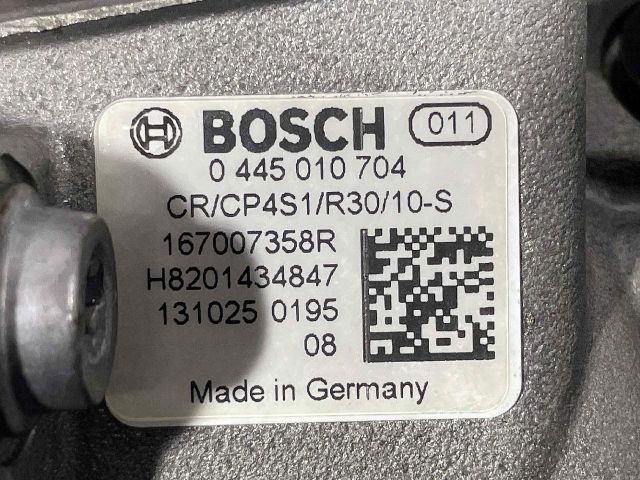 BOSCH 011
0 445 010 704
CR/CP4S1/R30/10-S
167007358R
H8201434847
131025 0195
08
Made in Germany